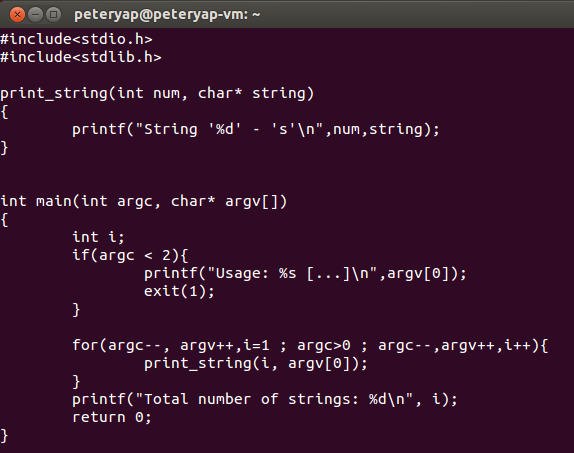 peteryap@peteryap-vm: ~
#include<stdio.h>
#include<stdlib.h>

print_string(int num, char* string)
{
        printf("String '%d' - 's'\n",num,string);
}


int main(int argc, char* argv[])
{
        int i;
        if(argc < 2){
                printf("Usage: %s [...]\n",argv[0]);
                exit(1);
        }

        for(argc--, argv++,i=1 ; argc>0 ; argc--,argv++,i++){
                print_string(i, argv[0]);
        }
        printf("Total number of strings: %d\n", i);
        return 0;
}